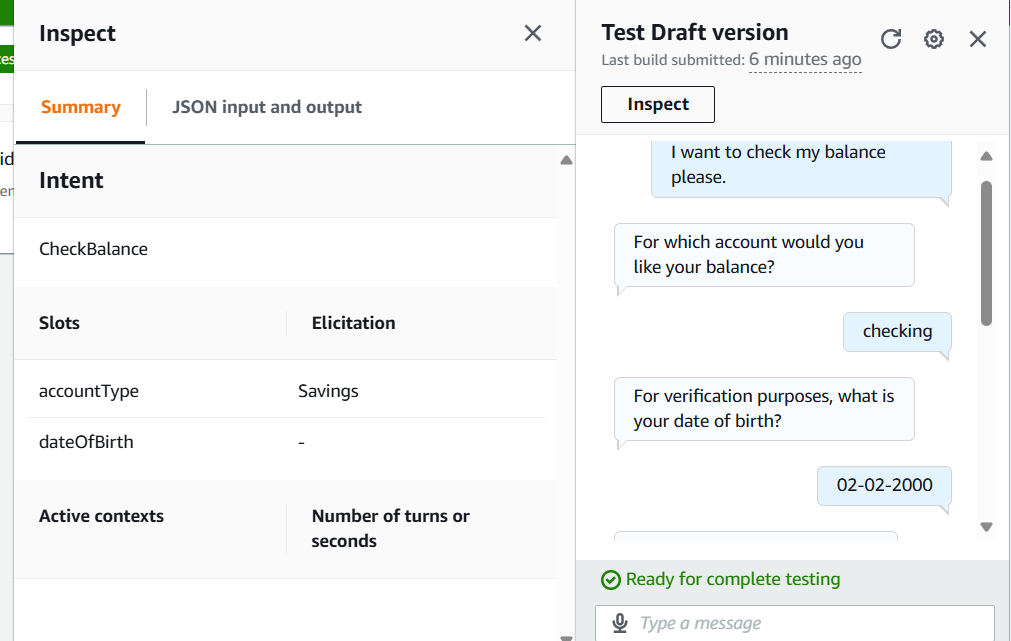 Inspect
Summary
JSON input and output
Intent
CheckBalance
Slots
Elicitation
accountType
Savings
dateOfBirth
-
Active contexts
Number of turns or
seconds
Test Draft version
Last build submitted: 6 minutes ago
Inspect
I want to check my balance
please.
For which account would you
like your balance?
checking
For verification purposes, what is
your date of birth?
02-02-2000
Ready for complete testing
Type a message